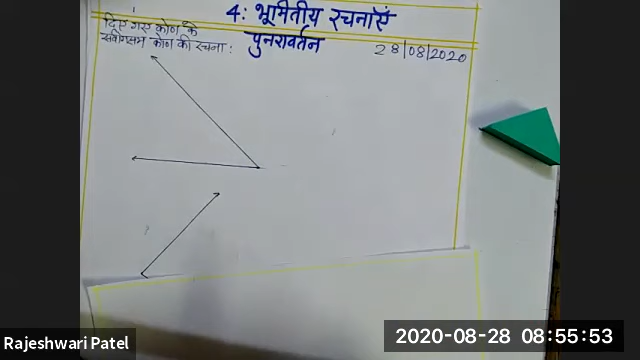 4: भूमितीय रचनाऍं
दिए गए कोण के
सर्वांगसम कोण की रचना : पुनरावर्तन
28|08|2020
Rajeshwari Patel
2020-08-28 08:55:53